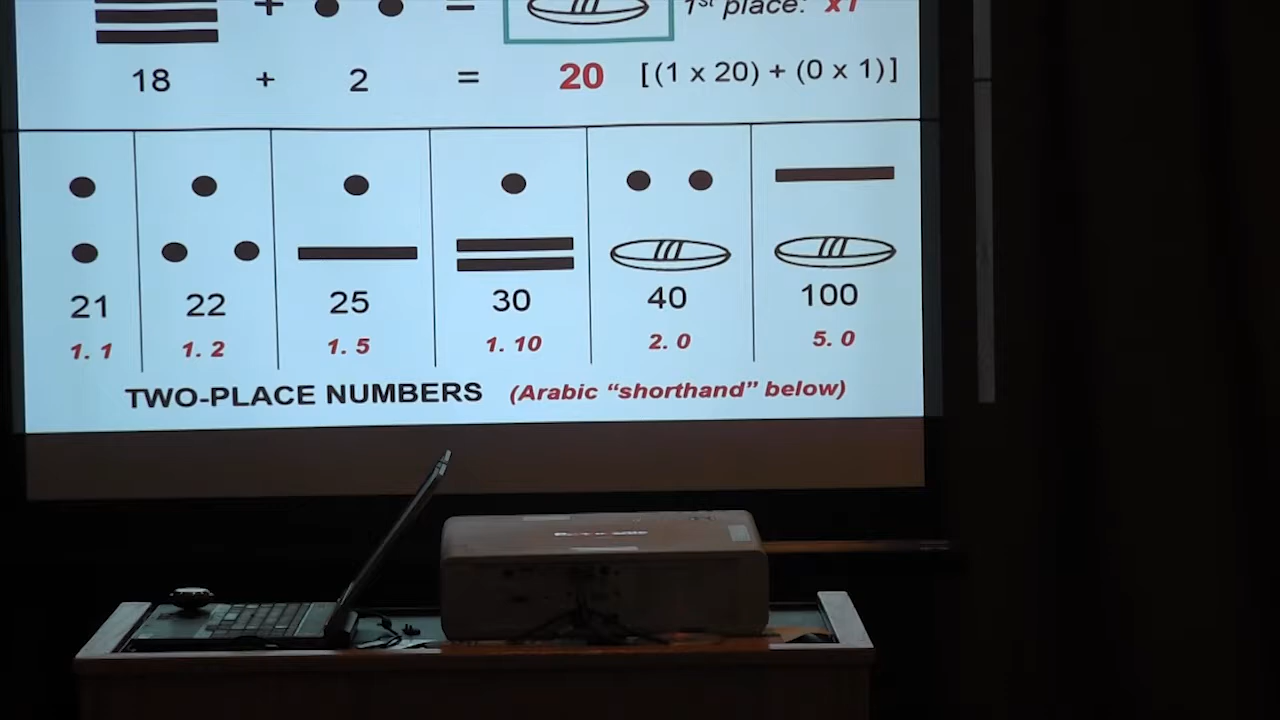 + = 1st place: x1
18 + 2 = 20 [(1 x 20) + (0 x 1)]
21 22 25 30 40 100
1. 1 1. 2 1. 5 1. 10 2. 0 5. 0
TWO-PLACE NUMBERS (Arabic “shorthand” below)